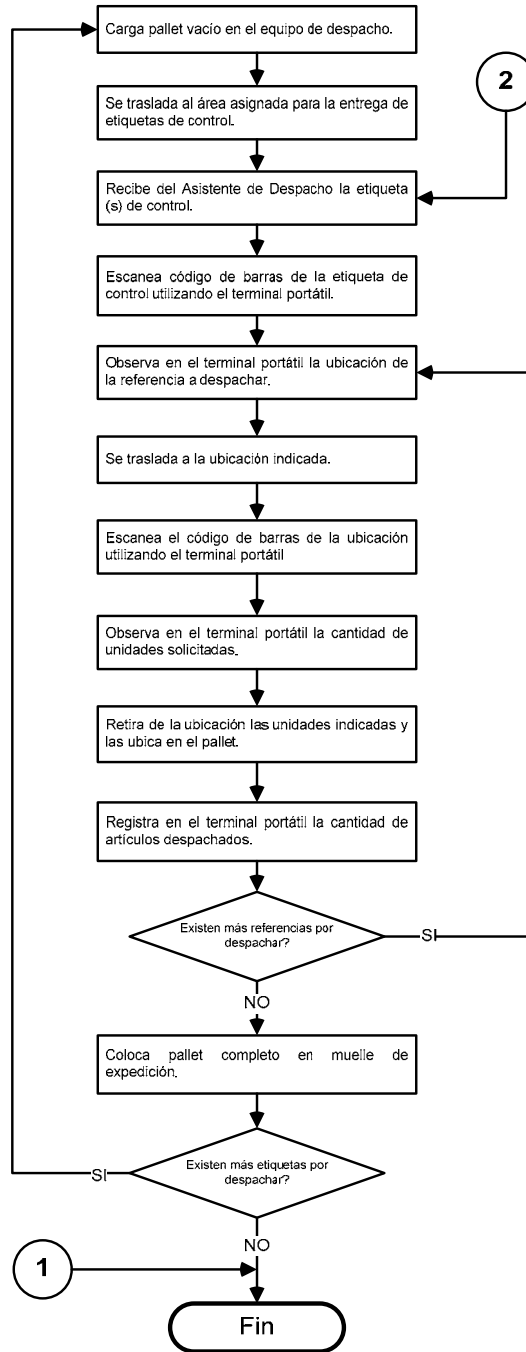 Carga pallet vacío en el equipo de despacho.
2
Se traslada al área asignada para la entrega de
etiquetas de control.
Recibe del Asistente de Despacho la etiqueta
(s) de control.
Escanea código de barras de la etiqueta de
control utilizando el terminal portátil.
Observa en el terminal portátil la ubicación de
la referencia a despachar.
Se traslada a la ubicación indicada.
Escanea el código de barras de la ubicación
utilizando el terminal portátil
Observa en el terminal portátil la cantidad de
unidades solicitadas.
Retira de la ubicación las unidades indicadas y
las ubica en el pallet.
Registra en el terminal portátil la cantidad de
artículos despachados.
Existen más referencias por
despachar?
SI
NO
Coloca pallet completo en muelle de
expedición.
Existen más etiquetas por
despachar?
SI
NO
1
Fin